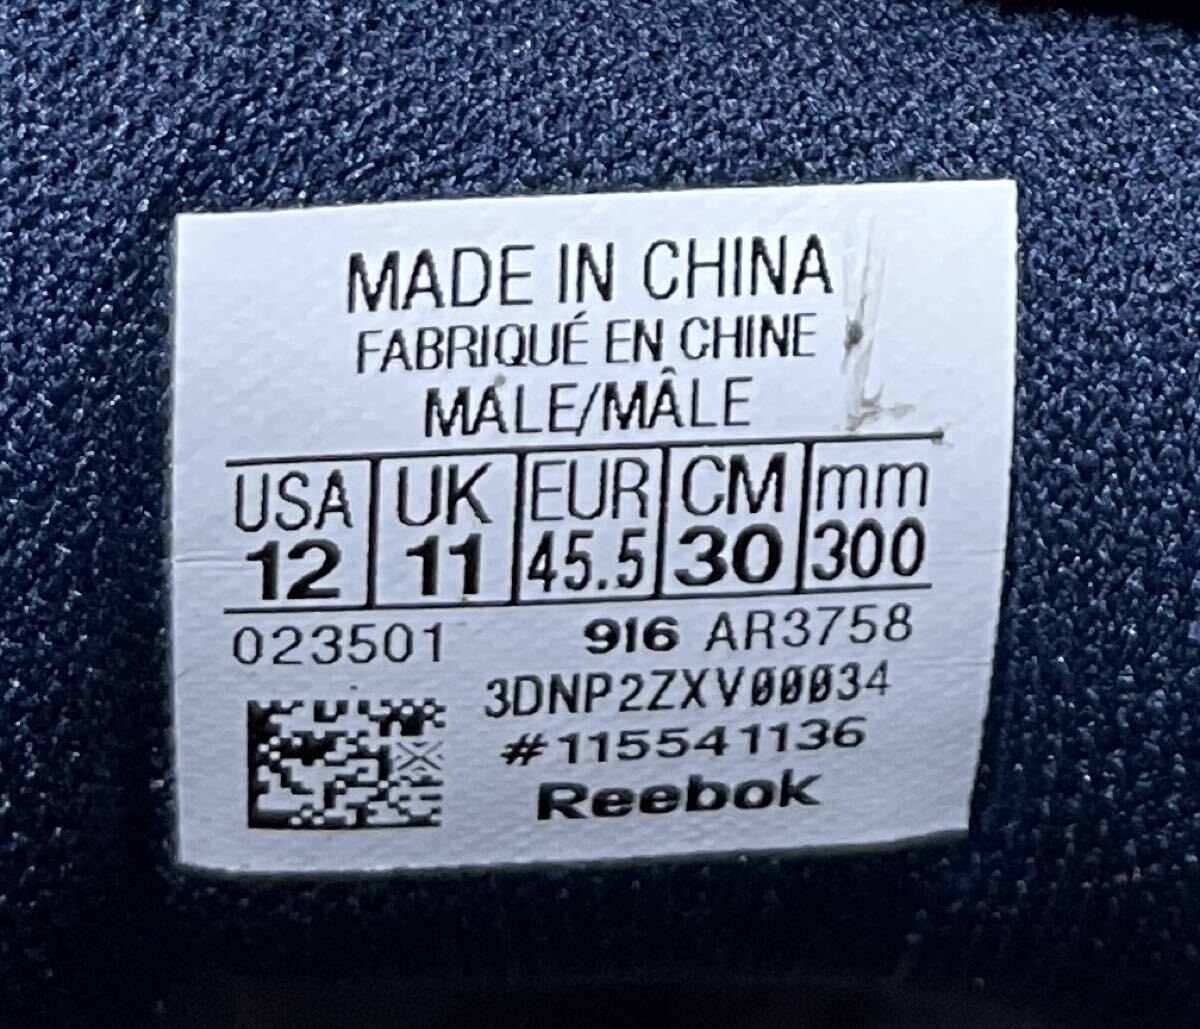 MADE IN CHINA
FABRIQUÉ EN CHINE
MALE/MÂLE
USA UK EUR CM mm
12 11 45.5 30 300
023501 916 AR3758
3DNP2ZXV00034
#115541136
Reebok